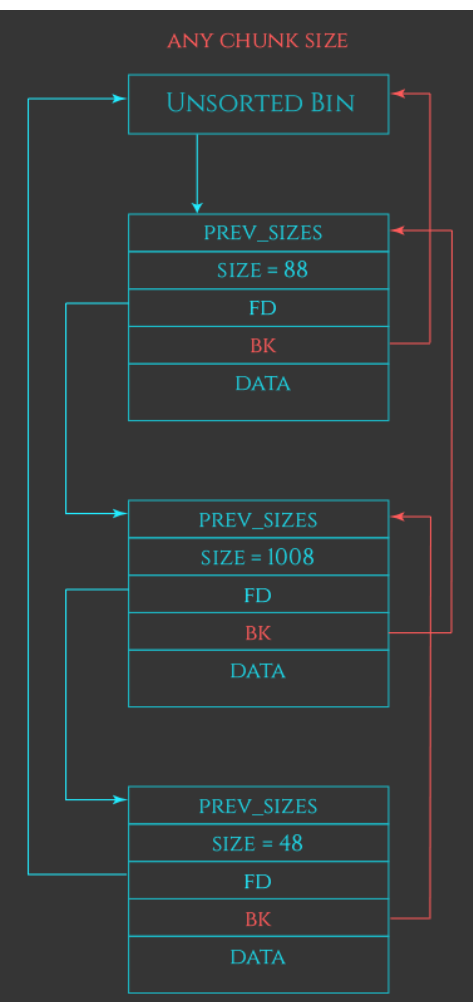 ANY CHUNK SIZE
UNSORTED BIN
PREV_SIZES
SIZE = 88
FD
BK
DATA
PREV_SIZES
SIZE = 1008
FD
BK
DATA
PREV_SIZES
SIZE = 48
FD
BK
DATA